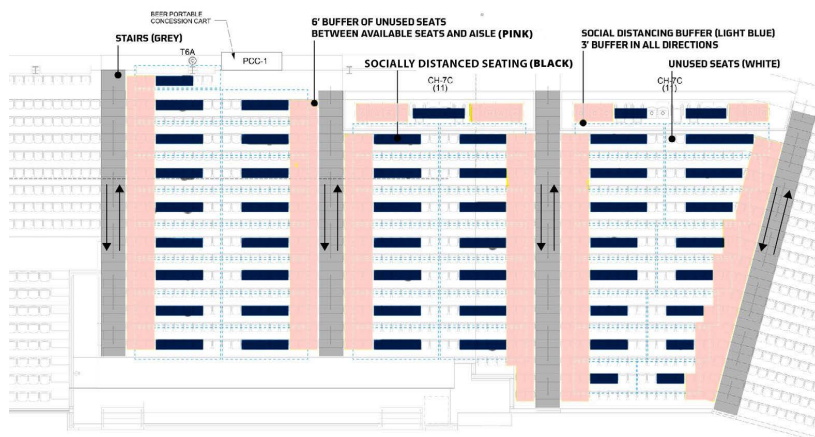 BEER PORTABLE
CONCESSION CART
STAIRS (GREY)
T6A
C
PCC-1
6' BUFFER OF UNUSED SEATS
BETWEEN AVAILABLE SEATS AND AISLE (PINK)
SOCIALLY DISTANCED SEATING (BLACK)
CH-7C
(11)
SOCIAL DISTANCING BUFFER (LIGHT BLUE)
3' BUFFER IN ALL DIRECTIONS
UNUSED SEATS (WHITE)
CH-7C
(11)